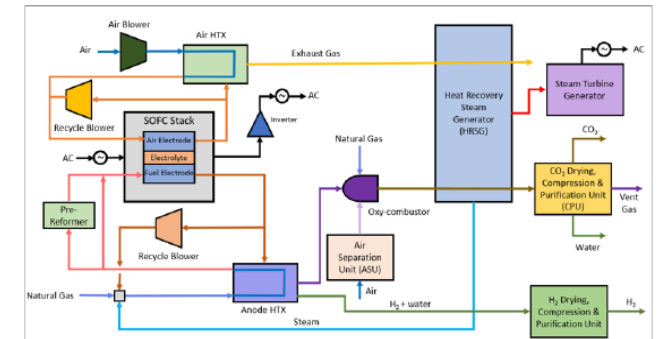 Air Blower
Air HTX
Air
Exhaust Gas
AC
Recycle Blower
SOFC Stack
Air Electrode
Electrolyte
Fuel Electrode
AC
AC
Inverter
Heat Recovery
Steam
Generator
(HRSG)
Steam Turbine
Generator
Natural Gas
Oxy-combustor
CO₂
CO₂ Drying,
Compression &
Purification Unit
(CPU)
Vent
Gas
Water
Pre-
Reformer
Recycle Blower
Air
Separation
Unit (ASU)
Air
Natural Gas
Anode HTX
H₂ + water
Steam
H₂ Drying,
Compression &
Purification Unit
H₂